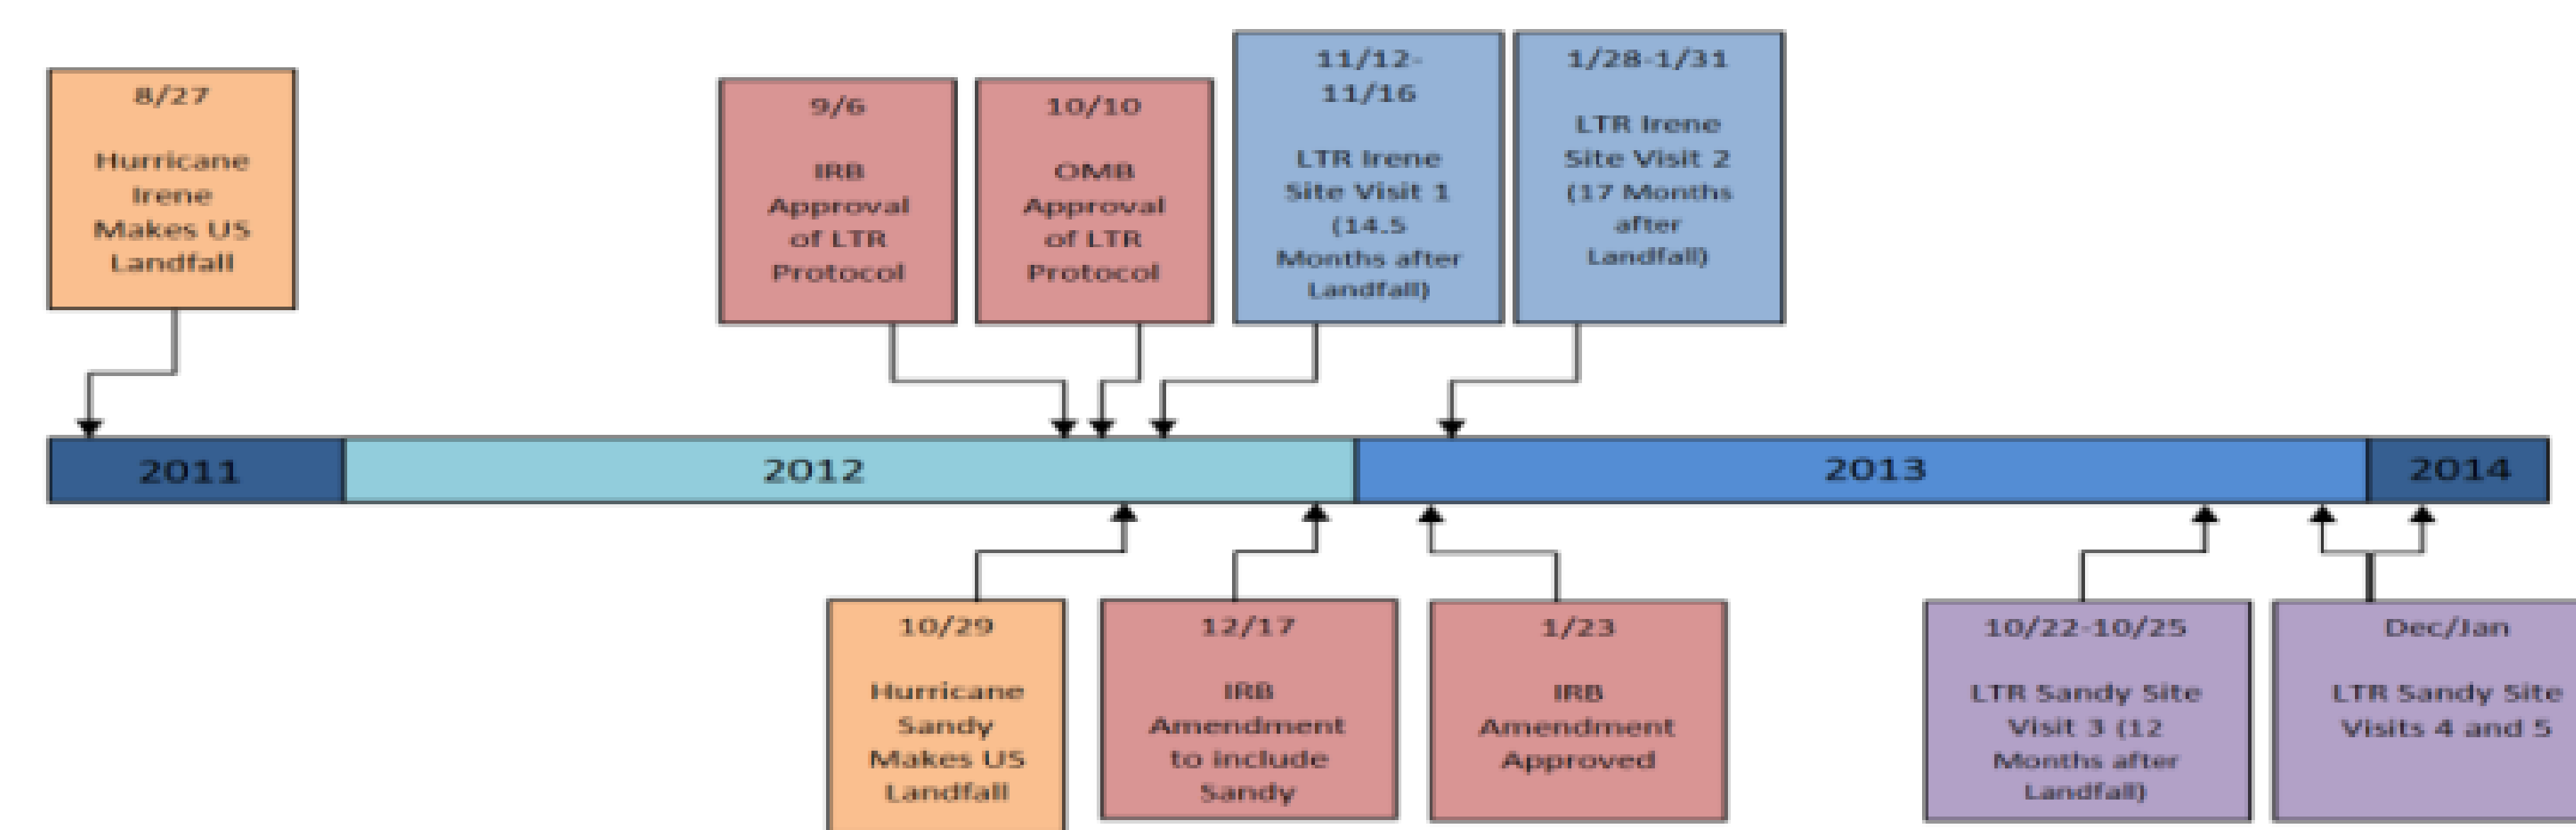 8/27
Hurricane
Irene
Makes US
Landfall
9/6
IRB
Approval
of LTR
Protocol
10/10
OMB
Approval
of LTR
Protocol
11/12-
11/16
LTR Irene
Site Visit 1
(14.5
Months after
Landfall)
1/28-1/31
LTR Irene
Site Visit 2
(17 Months
after
Landfall)
2011
2012
2013
2014
10/29
Hurricane
Sandy
Makes US
Landfall
12/17
IRB
Amendment
to include
Sandy
1/23
IRB
Amendment
Approved
10/22-10/25
LTR Sandy Site
Visit 3 (12
Months after
Landfall)
Dec/Jan
LTR Sandy Site
Visits 4 and 5